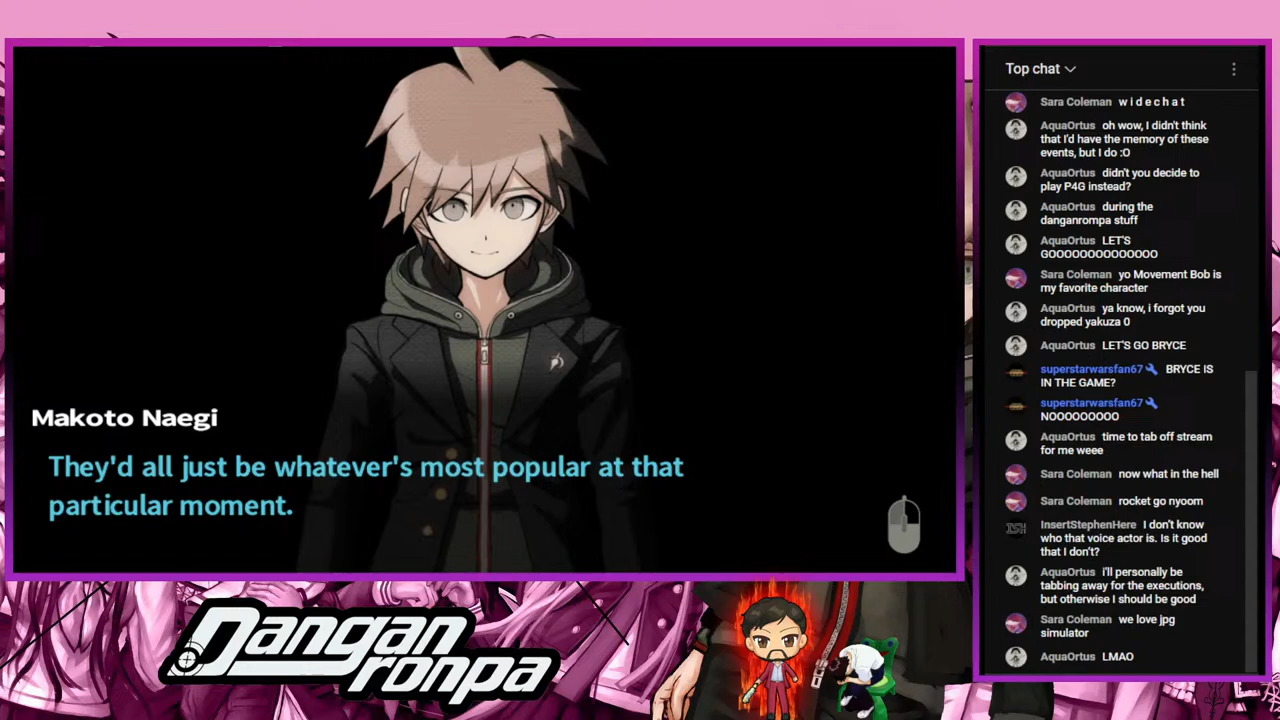 Makoto Naegi
They'd all just be whatever's most popular at that
particular moment.
Dangan
ronpa
Top chat
Sara Coleman w i d e c h a t
AquaOrtus oh wow, I didn't think
that I'd have the memory of these
events, but I do :O
AquaOrtus didn't you decide to
play P4G instead?
AquaOrtus during the
danganrompa stuff
AquaOrtus LET'S
GOOOOOOOOOOOOOO
Sara Coleman yo Movement Bob is
my favorite character
AquaOrtus ya know, i forgot you
dropped yakuza 0
AquaOrtus LET'S GO BRYCE
superstarwarsfan67 BRYCE IS
IN THE GAME?
superstarwarsfan67
NOOOOOOOOO
AquaOrtus time to tab off stream
for me weee
Sara Coleman now what in the hell
Sara Coleman rocket go nyoom
InsertStephenHere I don't know
who that voice actor is. Is it good
that I don't?
AquaOrtus i'll personally be
tabbing away for the executions,
but otherwise I should be good
Sara Coleman we love jpg
simulator
AquaOrtus LMAO